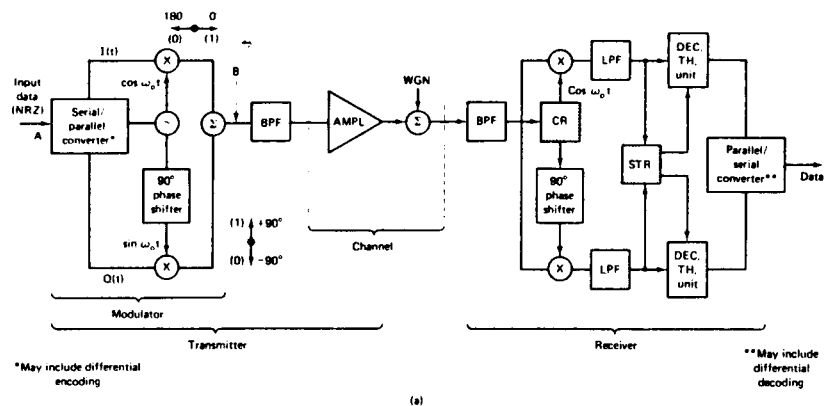 180 0
(0) (1)
I(t)
X
cos ω₀t
Input
data
(NRZ)
A
Serial/
parallel
converter*
~
Σ
B
BPF
90°
phase
shifter
sin ω₀t
X
Q(t)
(1) +90°
(0) −90°
AMPL
WGN
Σ
BPF
X
Cos ω₀t
CR
90°
phase
shifter
X
LPF
LPF
STR
DEC,
TH,
unit
DEC,
TH,
unit
Parallel/
serial
converter**
Data
Channel
Modulator
Transmitter
Receiver
*May include differential
encoding
**May include
differential
decoding
(a)